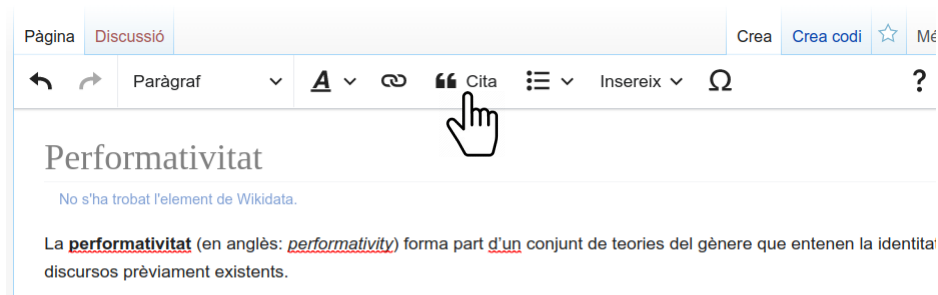 Pàgina Discussió Crea Crea codi Mé
Paràgraf A Cita Insereix Ω ?
Performativitat
No s'ha trobat l'element de Wikidata.
La performativitat (en anglès: performativity) forma part d'un conjunt de teories del gènere que entenen la identitat
discursos prèviament existents.